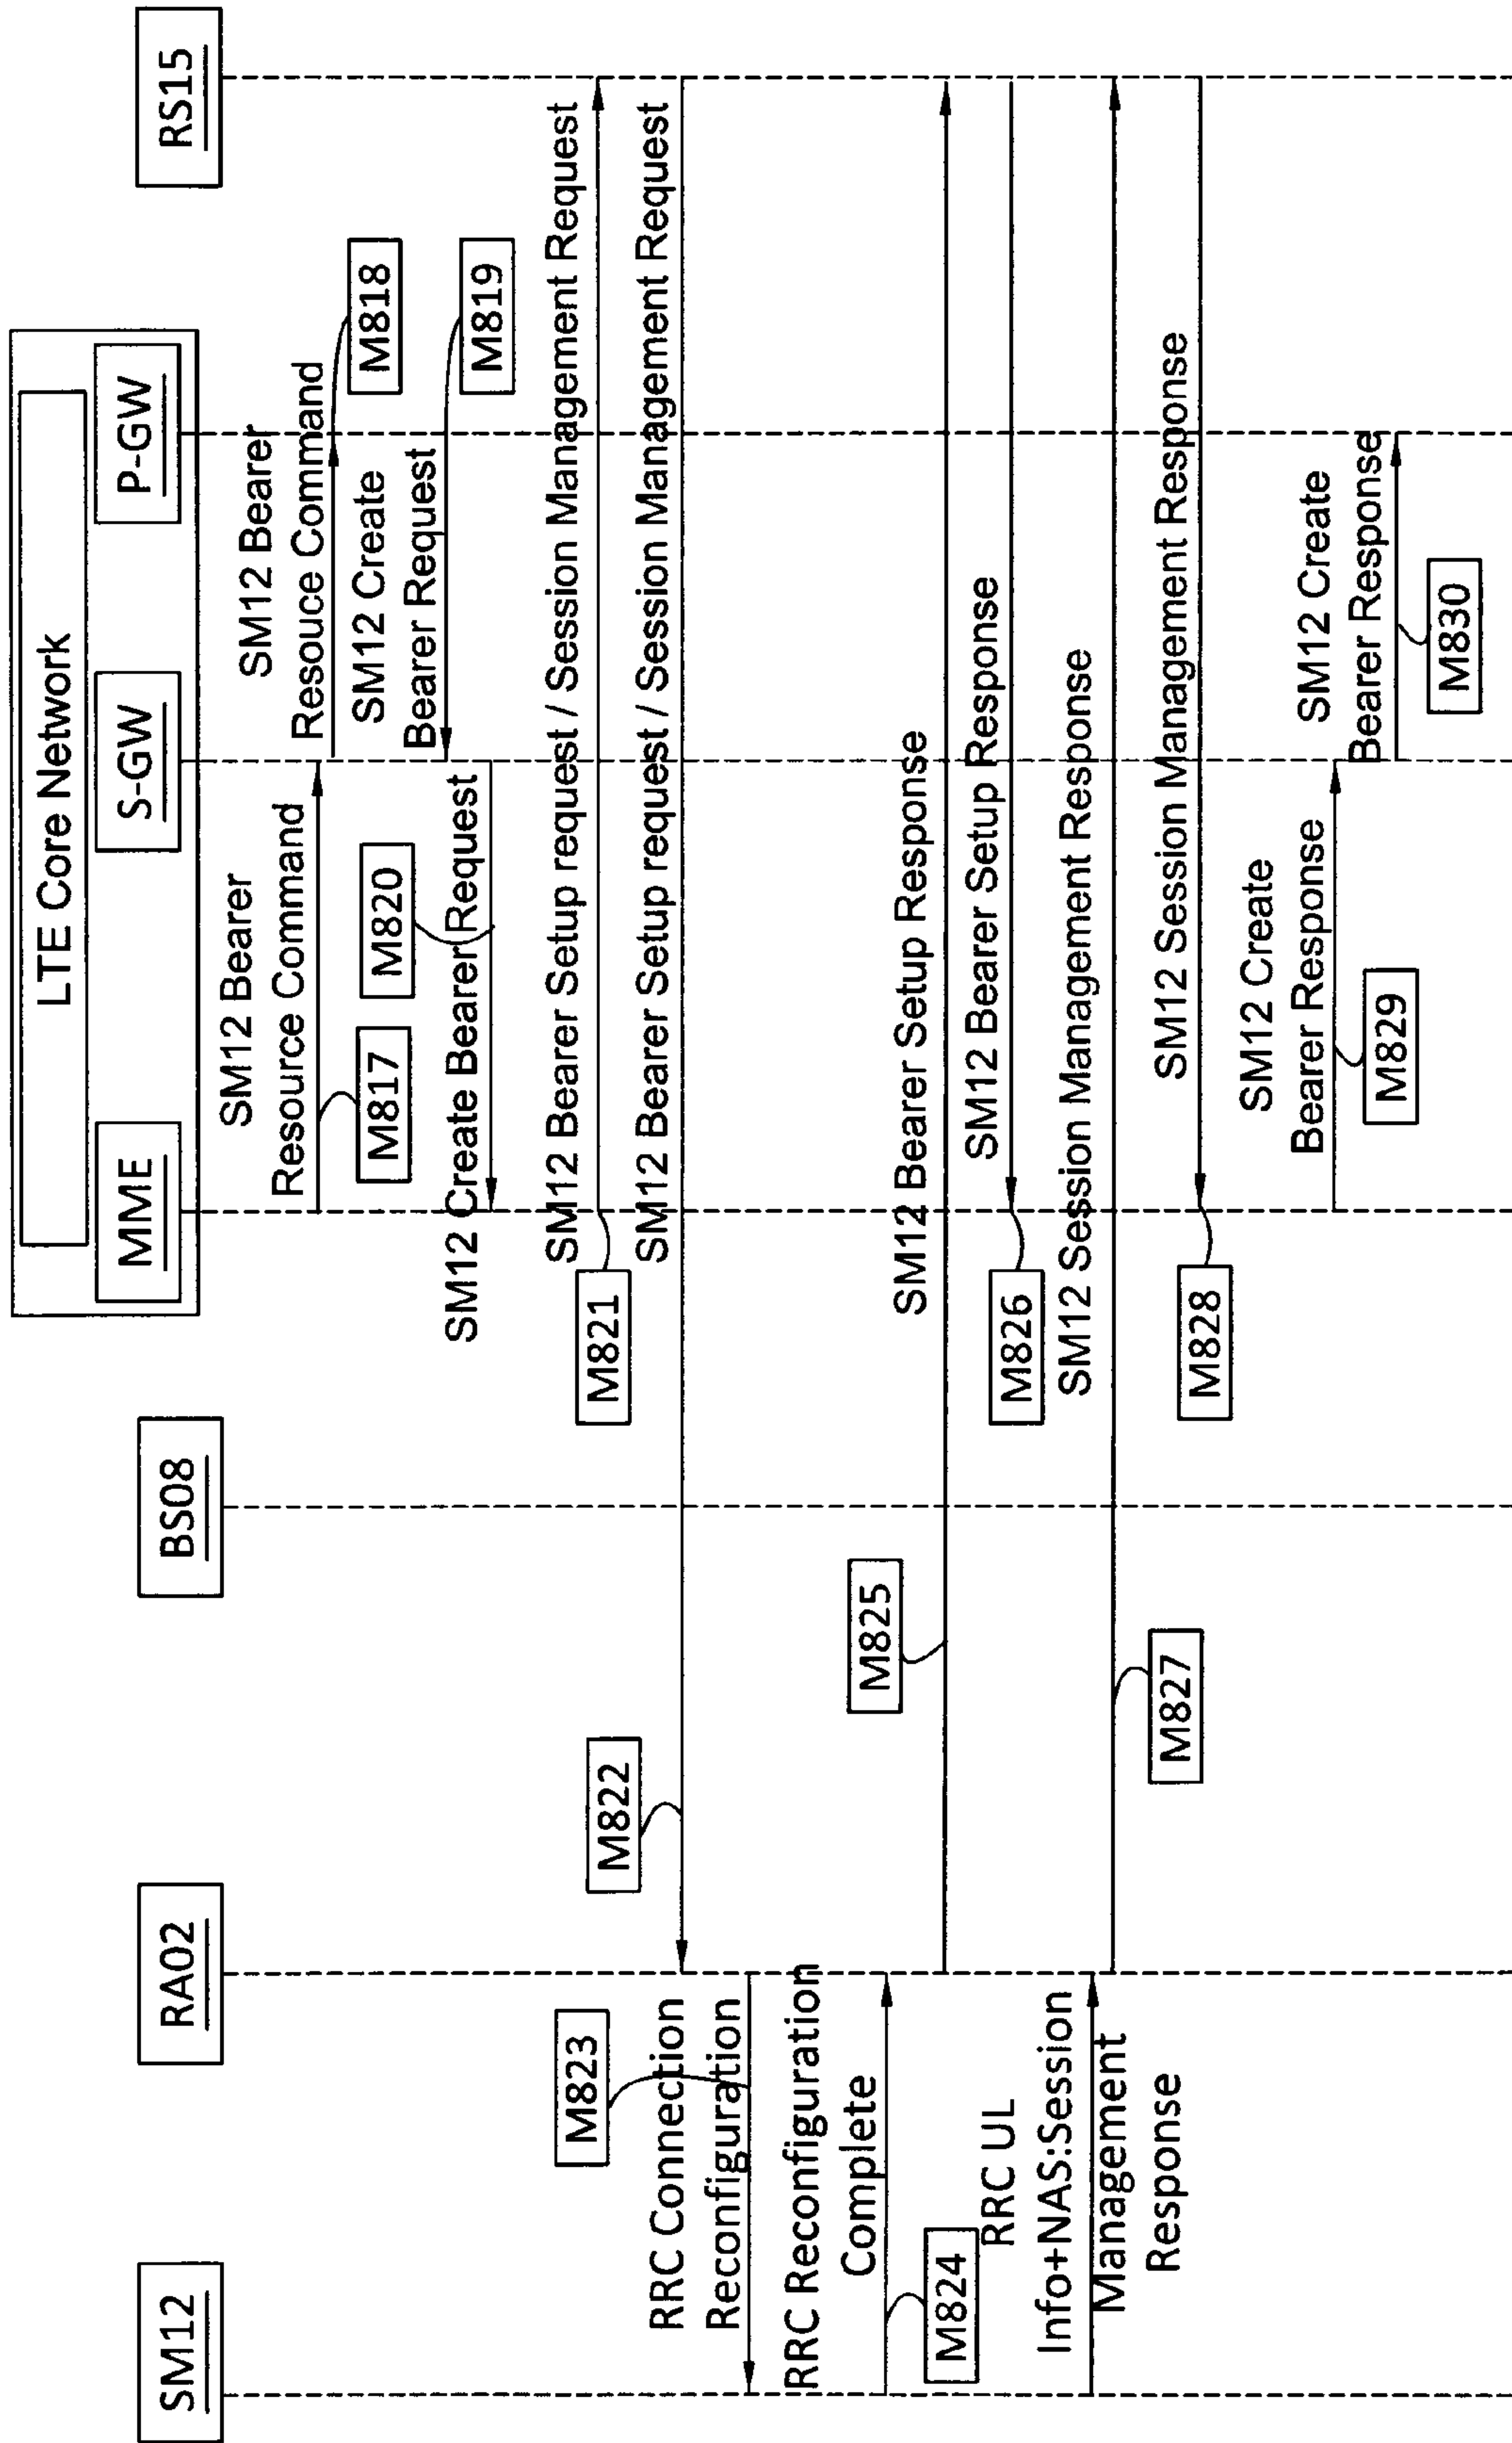 SM12
RA02
BS08
LTE Core Network
MME
S-GW
P-GW
RS15
SM12 Bearer
Resource Command
M817
SM12 Bearer
Resouce Command
M818
SM12 Create
Bearer Request
M819
SM12 Create Bearer Request
M820
SM12 Bearer Setup request / Session Management Request
M821
SM12 Bearer Setup request / Session Management Request
M822
M823
RRC Connection
Reconfiguration
RRC Reconfiguration
Complete
M824
SM12 Bearer Setup Response
M825
SM12 Bearer Setup Response
M826
RRC UL
Info+NAS:Session
Management
Response
SM12 Session Management Response
M827
SM12 Session Management Response
M828
SM12 Create
Bearer Response
M829
SM12 Create
Bearer Response
M830